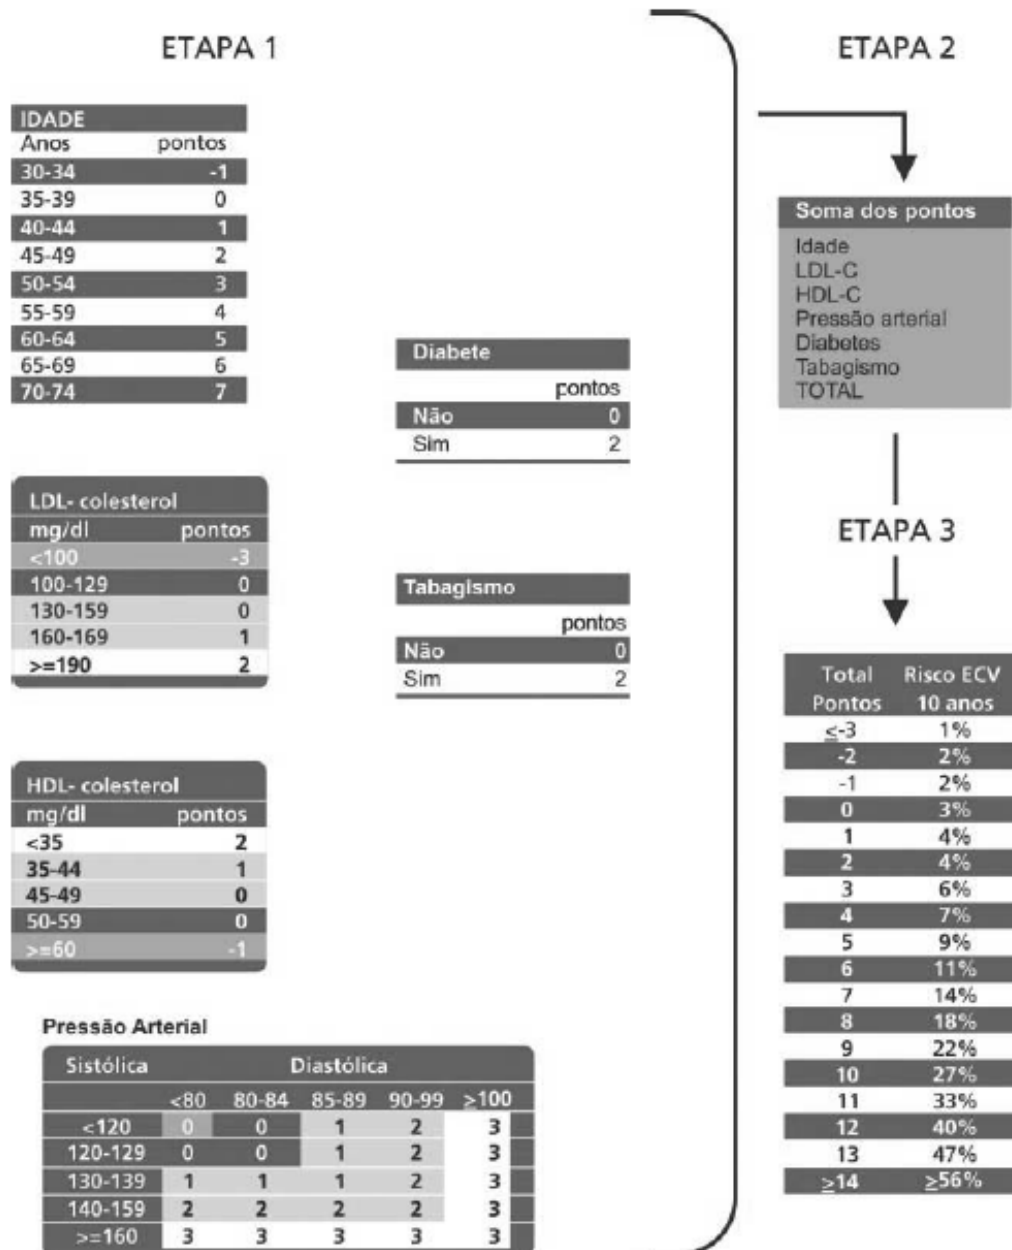 ETAPA 1
IDADE
Anos pontos
30-34 -1
35-39 0
40-44 1
45-49 2
50-54 3
55-59 4
60-64 5
65-69 6
70-74 7
Diabete
pontos
Não 0
Sim 2
LDL- colesterol
mg/dl pontos
<100 -3
100-129 0
130-159 0
160-169 1
>=190 2
Tabagismo
pontos
Não 0
Sim 2
HDL- colesterol
mg/dl pontos
<35 2
35-44 1
45-49 0
50-59 0
>=60 -1
Pressão Arterial
Sistólica Diastólica
<80 80-84 85-89 90-99 ≥100
<120 0 0 1 2 3
120-129 0 0 1 2 3
130-139 1 1 1 2 3
140-159 2 2 2 2 3
>=160 3 3 3 3 3
ETAPA 2
Soma dos pontos
Idade
LDL-C
HDL-C
Pressão arterial
Diabetes
Tabagismo
TOTAL
ETAPA 3
Total Risco ECV
Pontos 10 anos
≤-3 1%
-2 2%
-1 2%
0 3%
1 4%
2 4%
3 6%
4 7%
5 9%
6 11%
7 14%
8 18%
9 22%
10 27%
11 33%
12 40%
13 47%
≥14 ≥56%